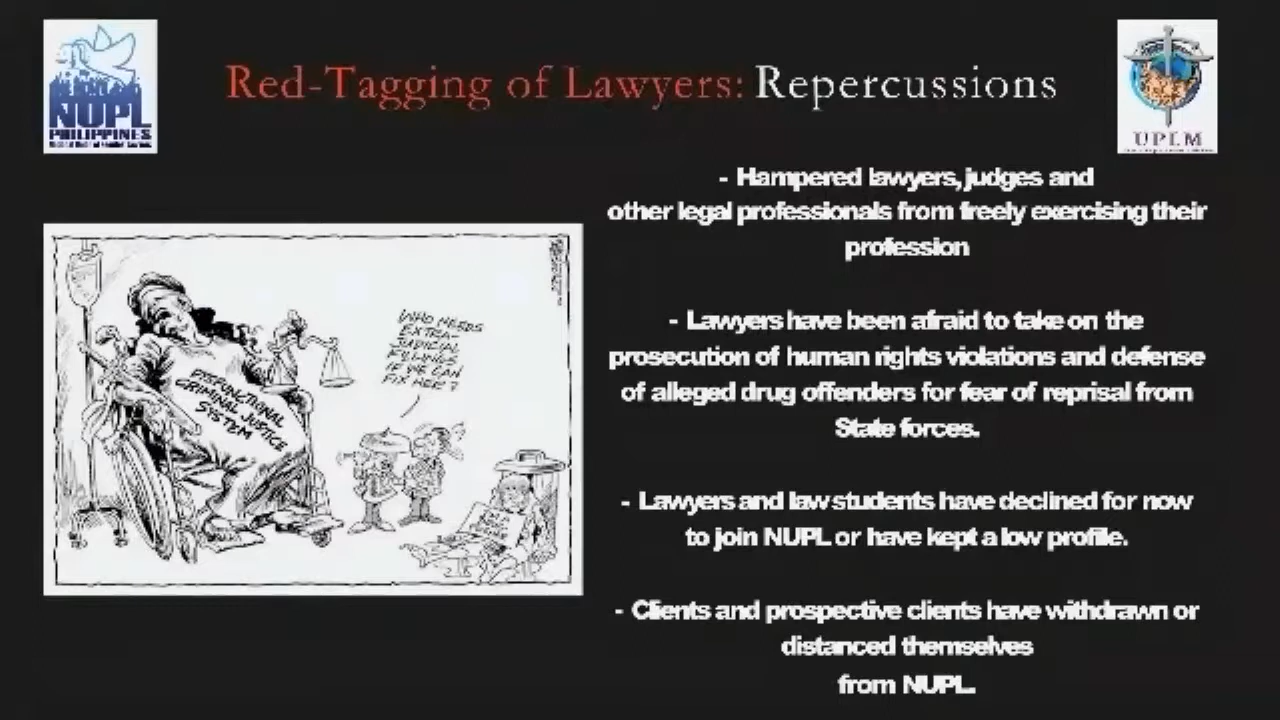 NUPL
PHILIPPINES
Red-Tagging of Lawyers: Repercussions
UPLM
WHO NEEDS
EXTRA-
JUDICIAL
KILLINGS
IF WE CAN
FIX HER?
DYSFUNCTIONAL
CRIMINAL JUSTICE
SYSTEM
- Hampered lawyers, judges and
other legal professionals from freely exercising their
profession
- Lawyers have been afraid to take on the
prosecution of human rights violations and defense
of alleged drug offenders for fear of reprisal from
State forces.
- Lawyers and law students have declined for now
to join NUPL or have kept a low profile.
- Clients and prospective clients have withdrawn or
distanced themselves
from NUPL.